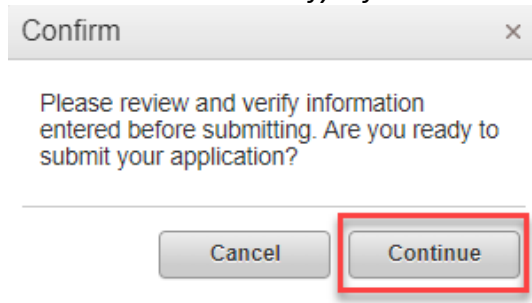 Confirm ×
Please review and verify information
entered before submitting. Are you ready to
submit your application?
Cancel Continue